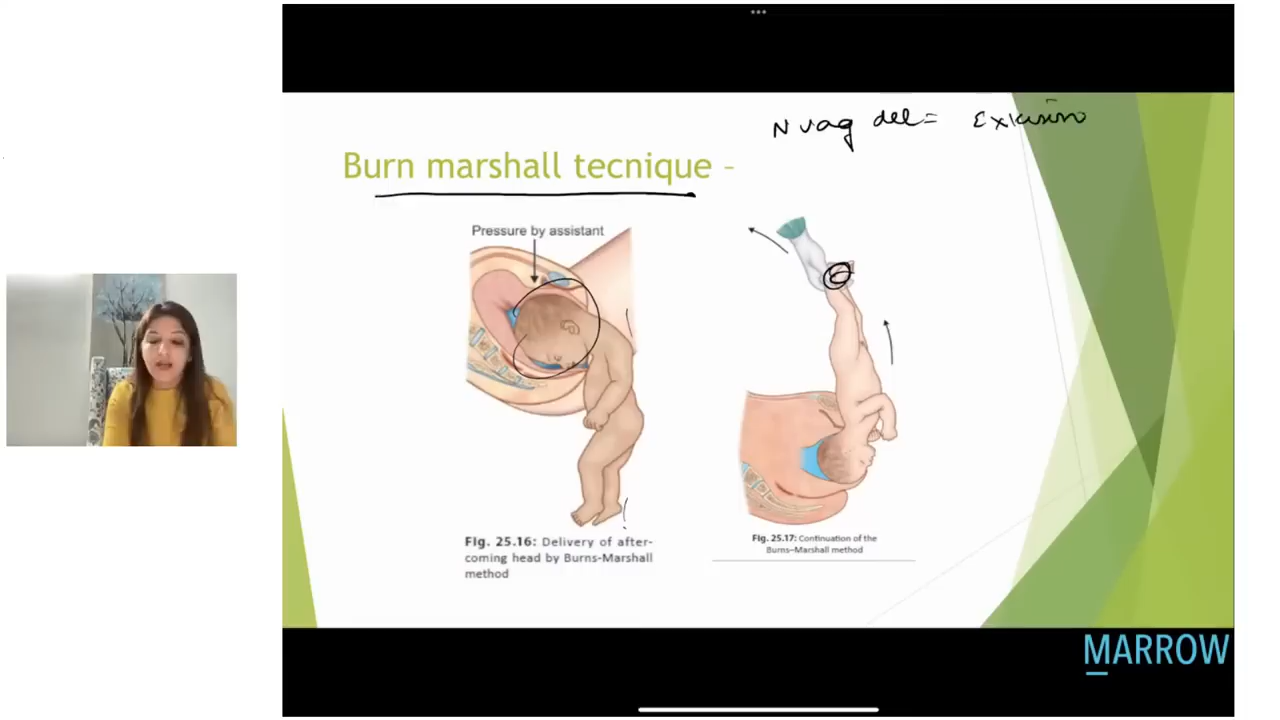 N vag del =
Burn marshall tecnique –
Pressure by assistant
Fig. 25.16: Delivery of after-
coming head by Burns-Marshall
method
Fig. 25.17: Continuation of the
Burns–Marshall method
MARROW